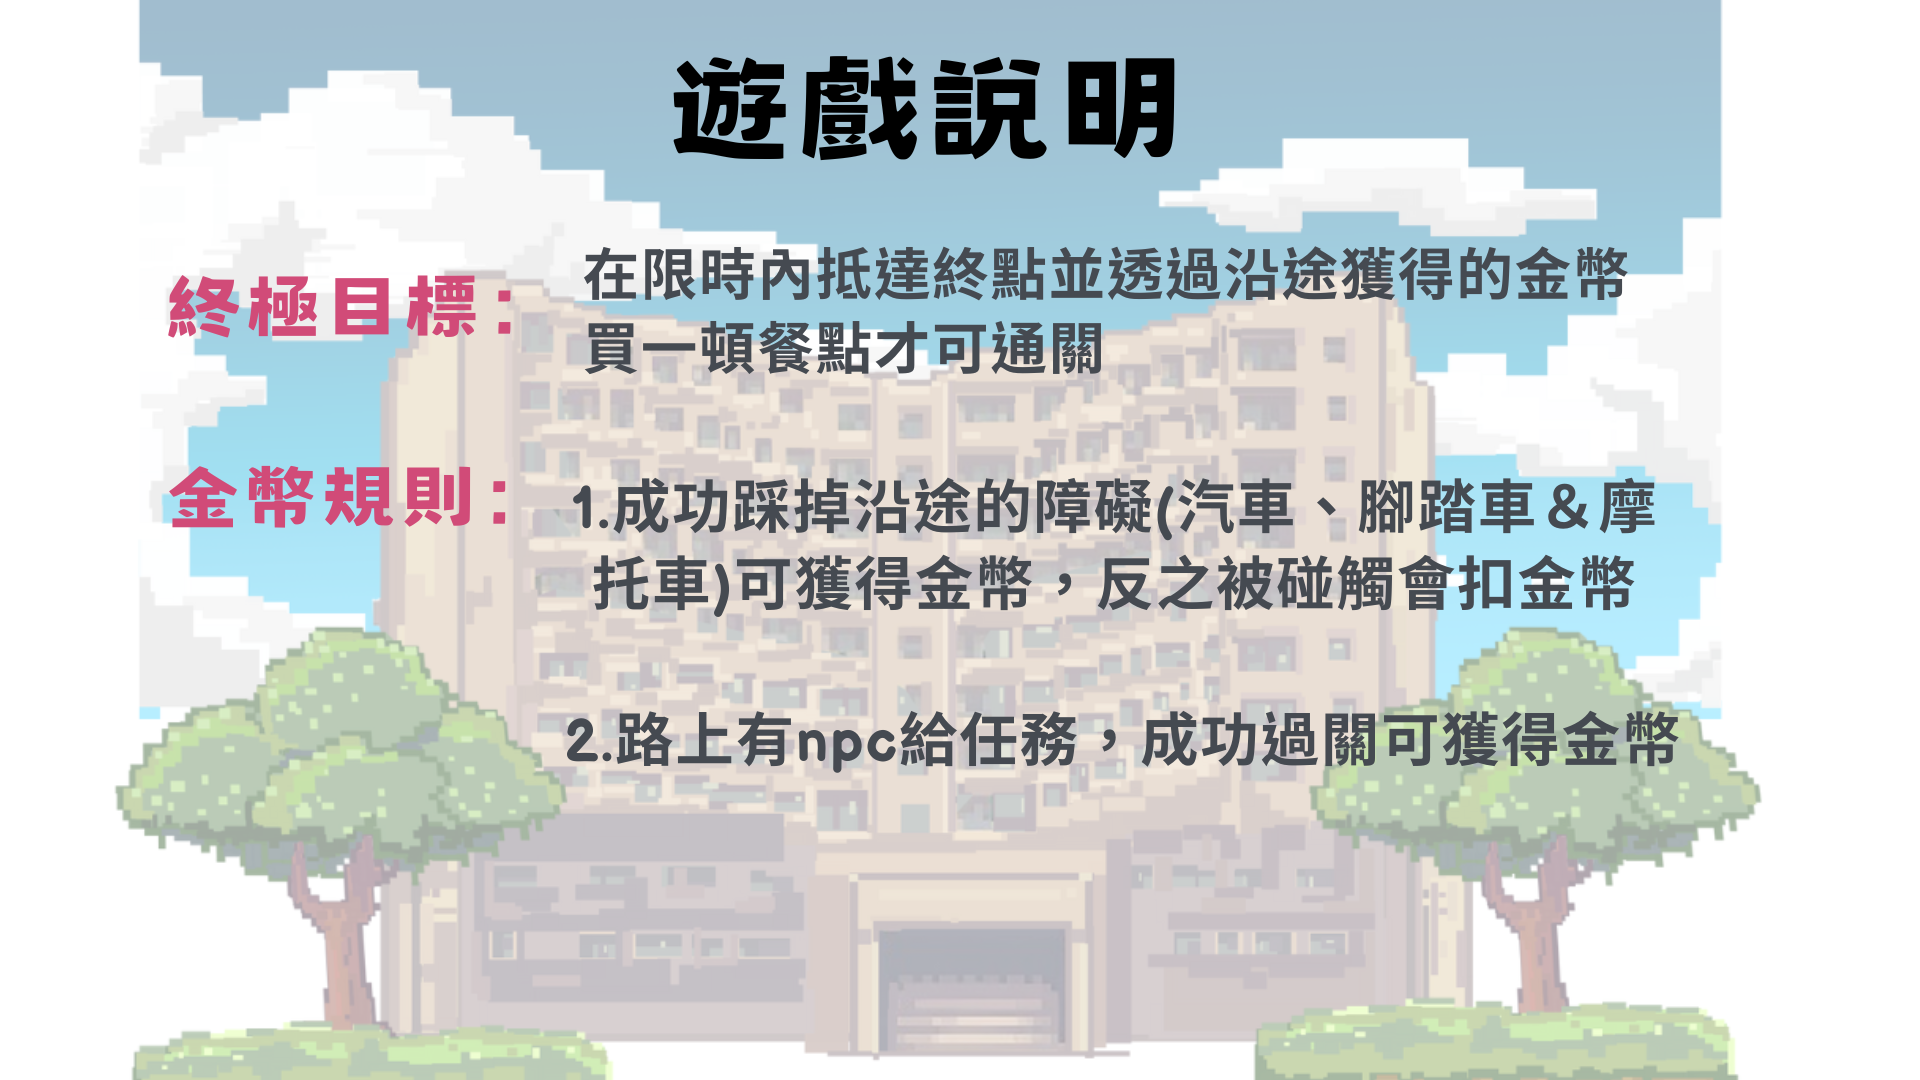 遊戲說明
終極目標：
在限時內抵達終點並透過沿途獲得的金幣
買一頓餐點才可通關
金幣規則：
1.成功踩掉沿途的障礙(汽車、腳踏車＆摩
托車)可獲得金幣，反之被碰觸會扣金幣
2.路上有npc給任務，成功過關可獲得金幣